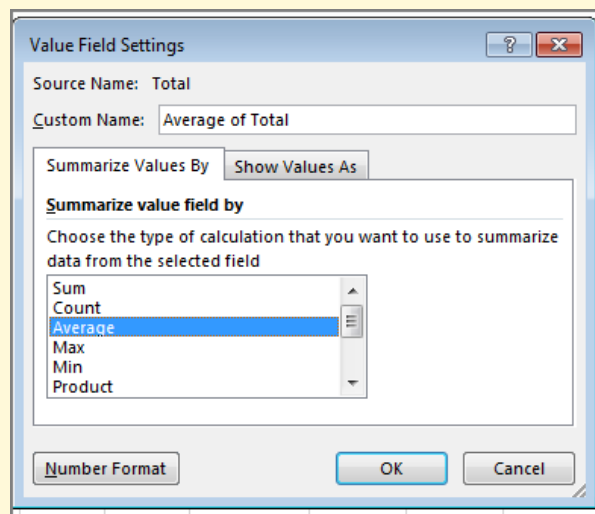 Value Field Settings
Source Name: Total
Custom Name: Average of Total
Summarize Values By Show Values As
Summarize value field by
Choose the type of calculation that you want to use to summarize
data from the selected field
Sum
Count
Average
Max
Min
Product
Number Format OK Cancel